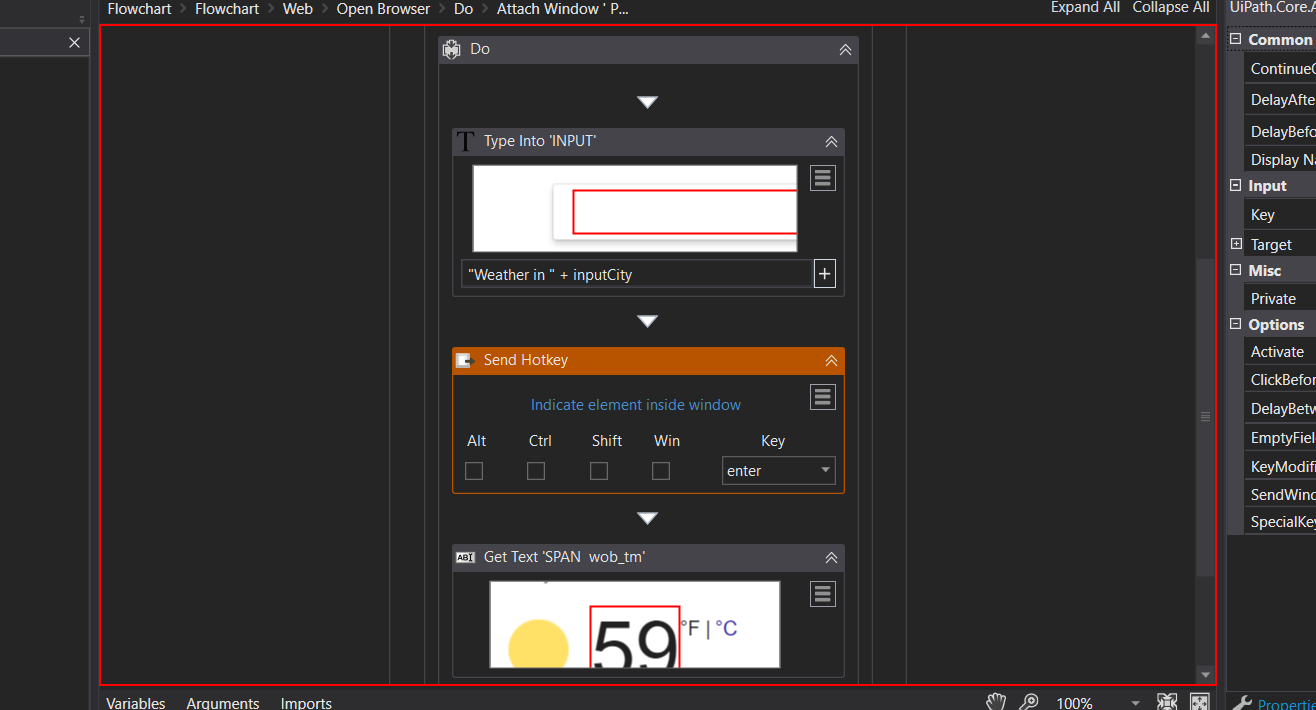 Flowchart > Flowchart > Web > Open Browser > Do > Attach Window ' P...
Expand All Collapse All
UiPath.Core.A
Do
Type Into 'INPUT'
"Weather in " + inputCity
Send Hotkey
Indicate element inside window
Alt Ctrl Shift Win Key
enter
ABI Get Text 'SPAN wob_tm'
59 °F | °C
Common
ContinueO
DelayAfte
DelayBefo
Display Na
Input
Key
Target
Misc
Private
Options
Activate
ClickBefor
DelayBetw
EmptyFiel
KeyModifi
SendWind
SpecialKey
Variables Arguments Imports
100%
Propertie